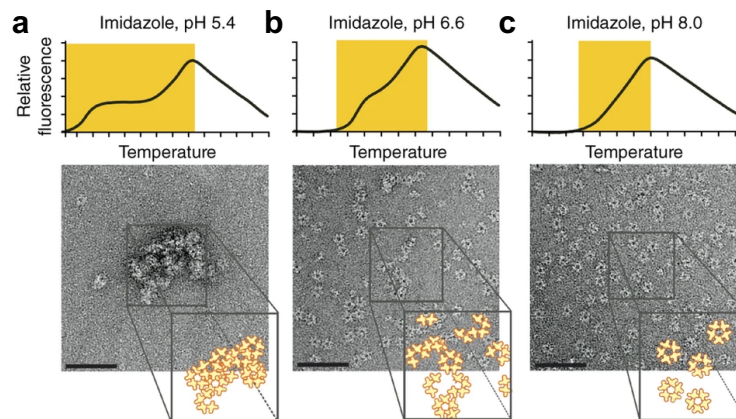 a Imidazole, pH 5.4
b Imidazole, pH 6.6
c Imidazole, pH 8.0
Relative
fluorescence
Temperature
Temperature
Temperature